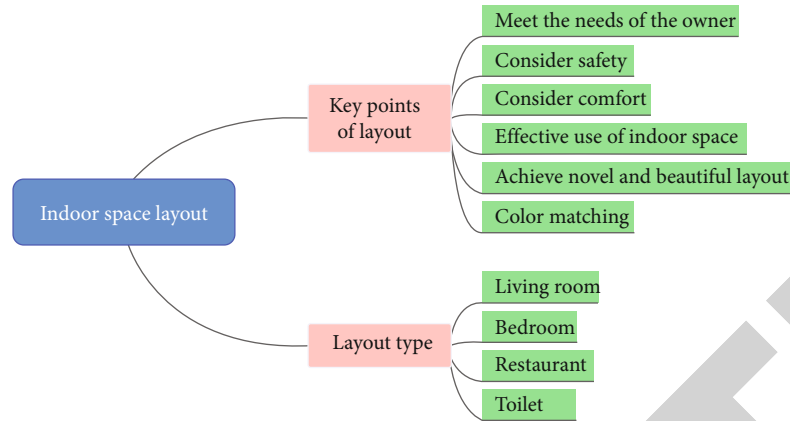 Indoor space layout
Key points
of layout
Meet the needs of the owner
Consider safety
Consider comfort
Effective use of indoor space
Achieve novel and beautiful layout
Color matching
Layout type
Living room
Bedroom
Restaurant
Toilet